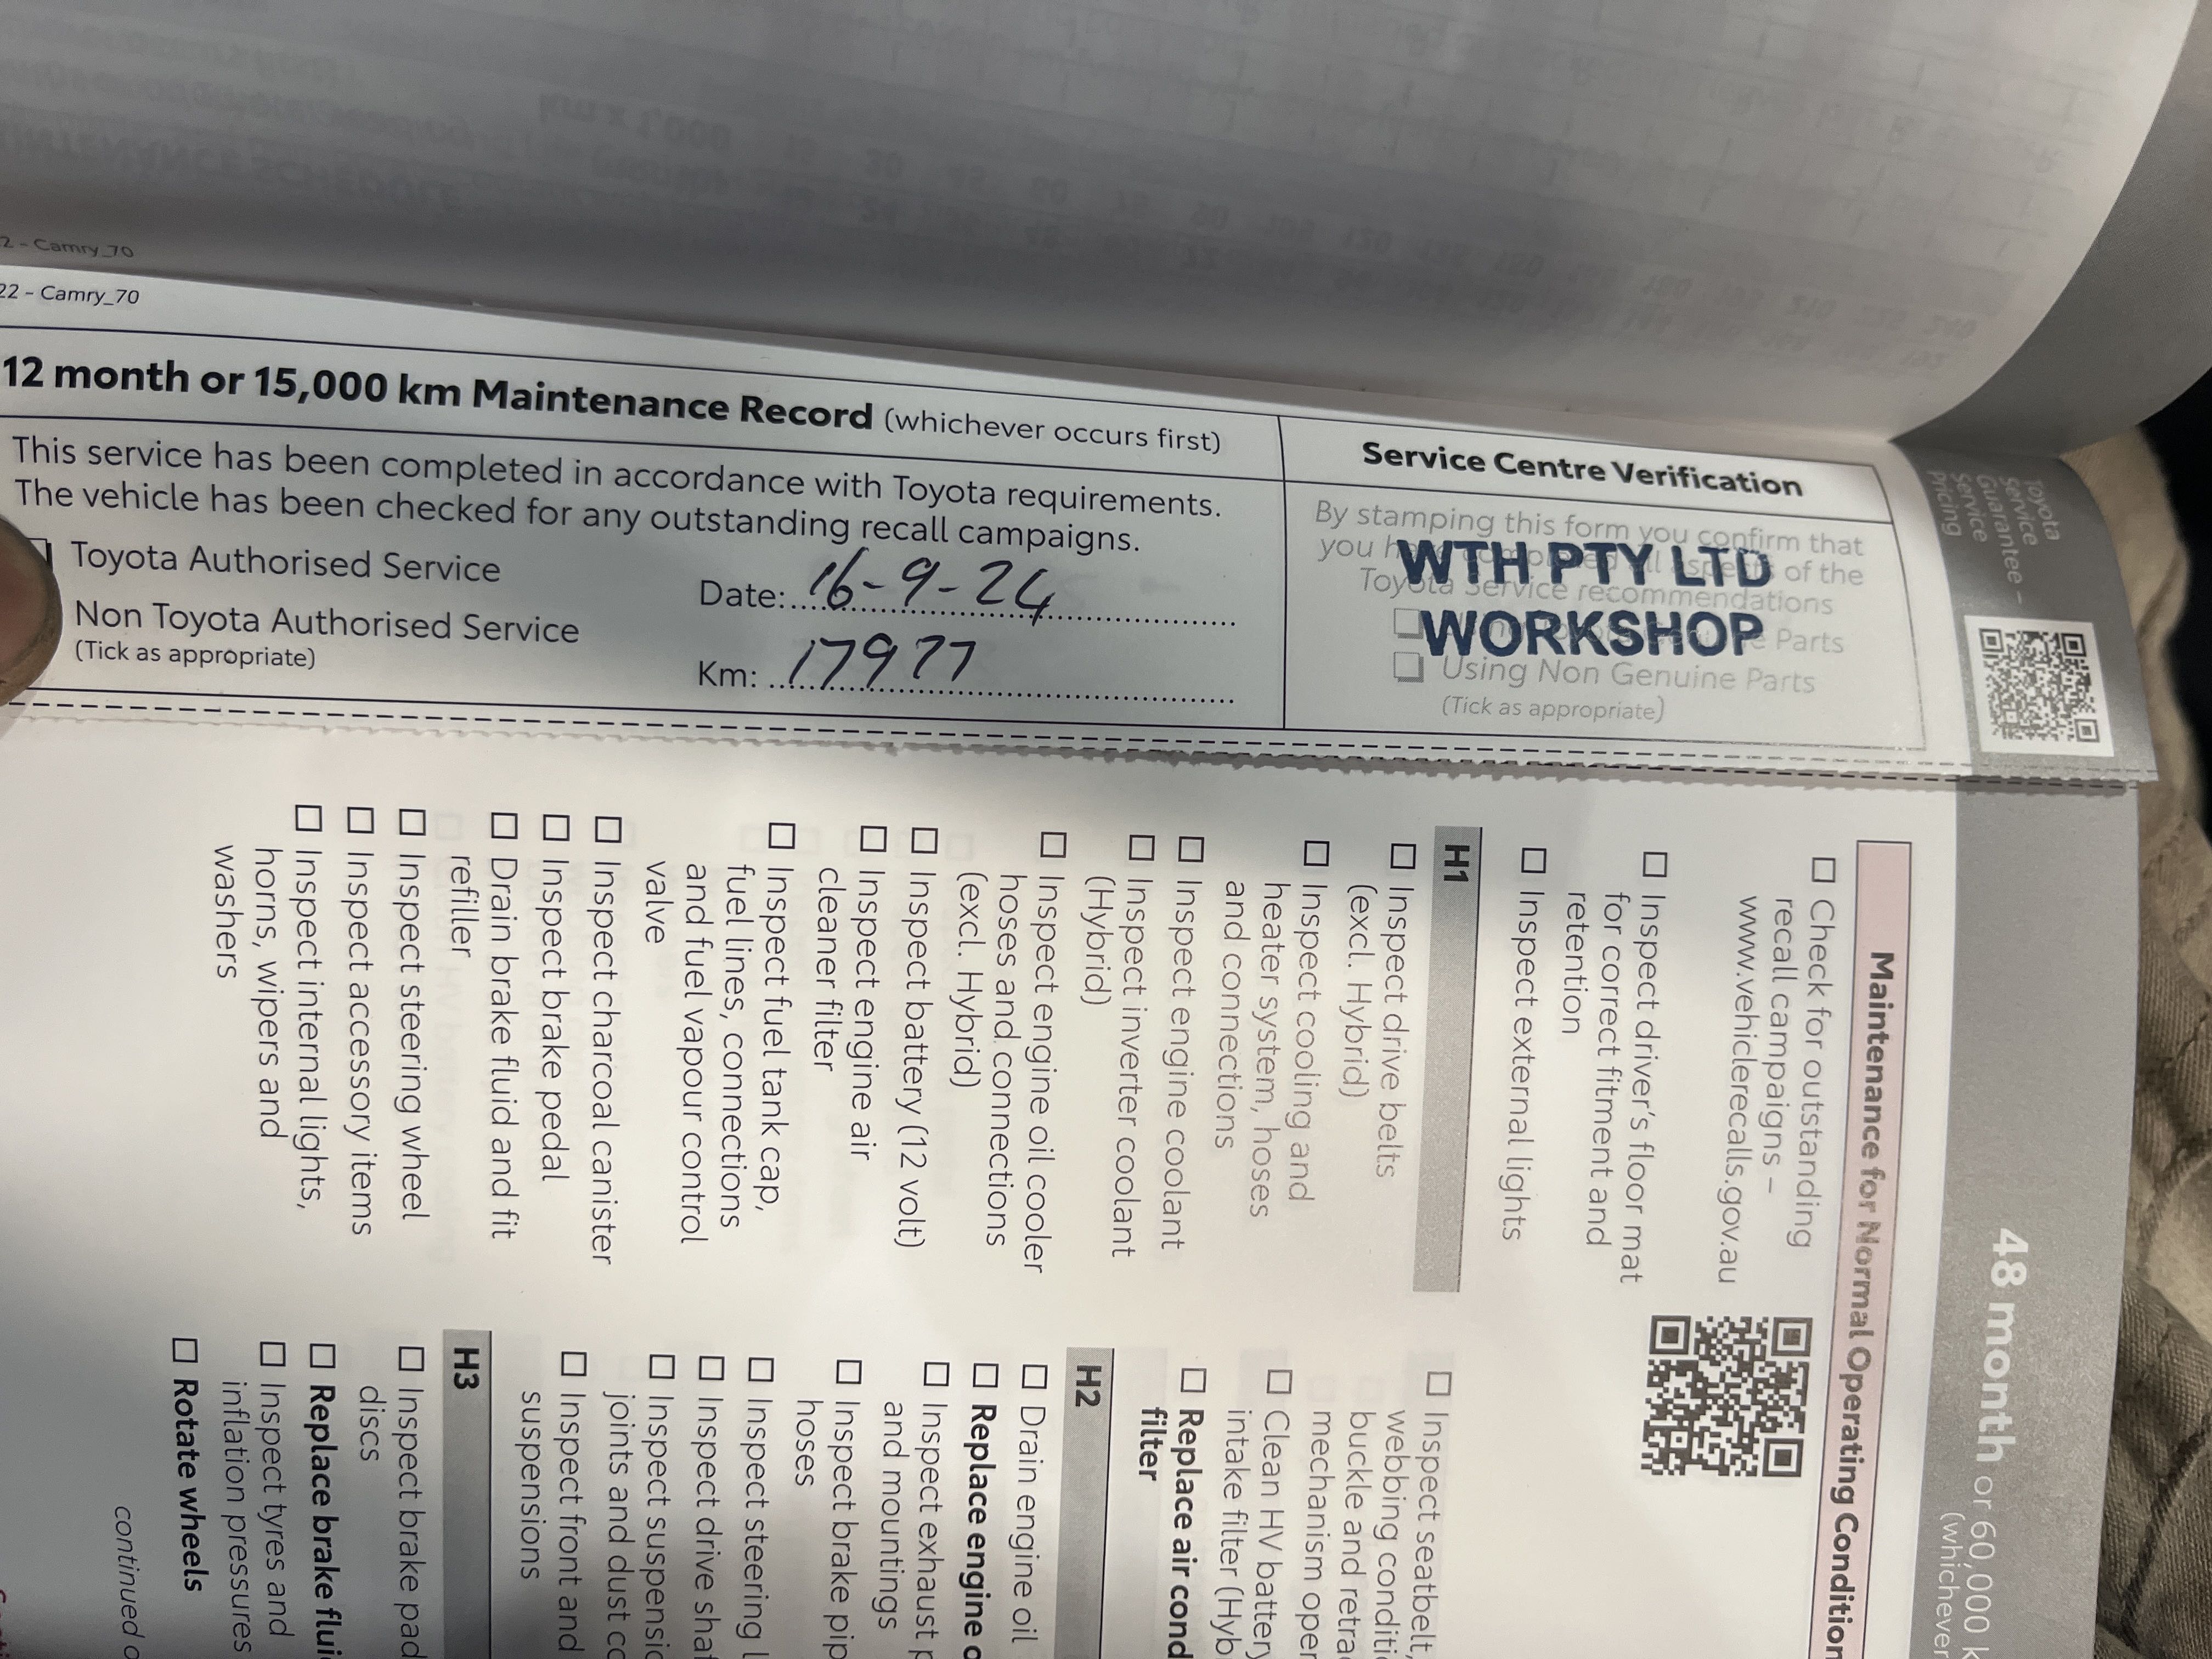 2 - Camry_70
22 - Camry_70
12 month or 15,000 km Maintenance Record (whichever occurs first)
This service has been completed in accordance with Toyota requirements.
The vehicle has been checked for any outstanding recall campaigns.
Toyota Authorised Service
Non Toyota Authorised Service
(Tick as appropriate)
Date: 16-9-24
Km: 17977
Service Centre Verification
By stamping this form you confirm that
you of the
Toyota Service recommendations
Parts
Using Non Genuine Parts
(Tick as appropriate)
WTH PTY LTD
WORKSHOP
Toyota
Service
Guarantee –
Service
Pricing
48 month or 60,000 k
(whichever
Maintenance for Normal Operating Condition
Check for outstanding
recall campaigns –
www.vehiclerecalls.gov.au
Inspect driver's floor mat
for correct fitment and
retention
Inspect external lights
H1
Inspect drive belts
(excl. Hybrid)
Inspect cooling and
heater system, hoses
and connections
Inspect engine coolant
Inspect inverter coolant
(Hybrid)
Inspect engine oil cooler
hoses and connections
(excl. Hybrid)
Inspect battery (12 volt)
Inspect engine air
cleaner filter
Inspect fuel tank cap,
fuel lines, connections
and fuel vapour control
valve
Inspect charcoal canister
Inspect brake pedal
Drain brake fluid and fit
refiller
Inspect steering wheel
Inspect accessory items
Inspect internal lights,
horns, wipers and
washers
Inspect seatbelt,
webbing conditi
buckle and retra
mechanism oper
Clean HV battery
intake filter (Hyb
Replace air cond
filter
H2
Drain engine oil
Replace engine o
Inspect exhaust p
and mountings
Inspect brake pip
hoses
Inspect steering l
Inspect drive shaf
Inspect suspensio
joints and dust co
Inspect front and
suspensions
H3
Inspect brake pad
discs
Replace brake flui
Inspect tyres and
inflation pressures
Rotate wheels
continued o